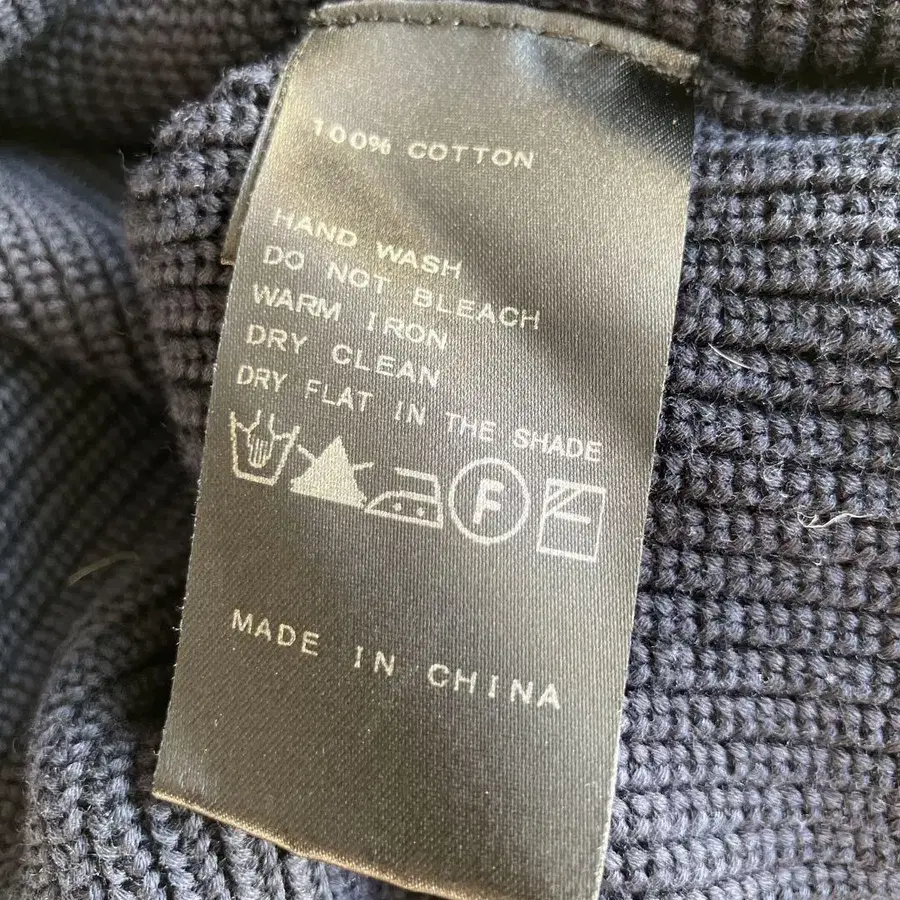 100% COTTON
HAND WASH
DO NOT BLEACH
WARM IRON
DRY CLEAN
DRY FLAT IN THE SHADE
F
MADE IN CHINA